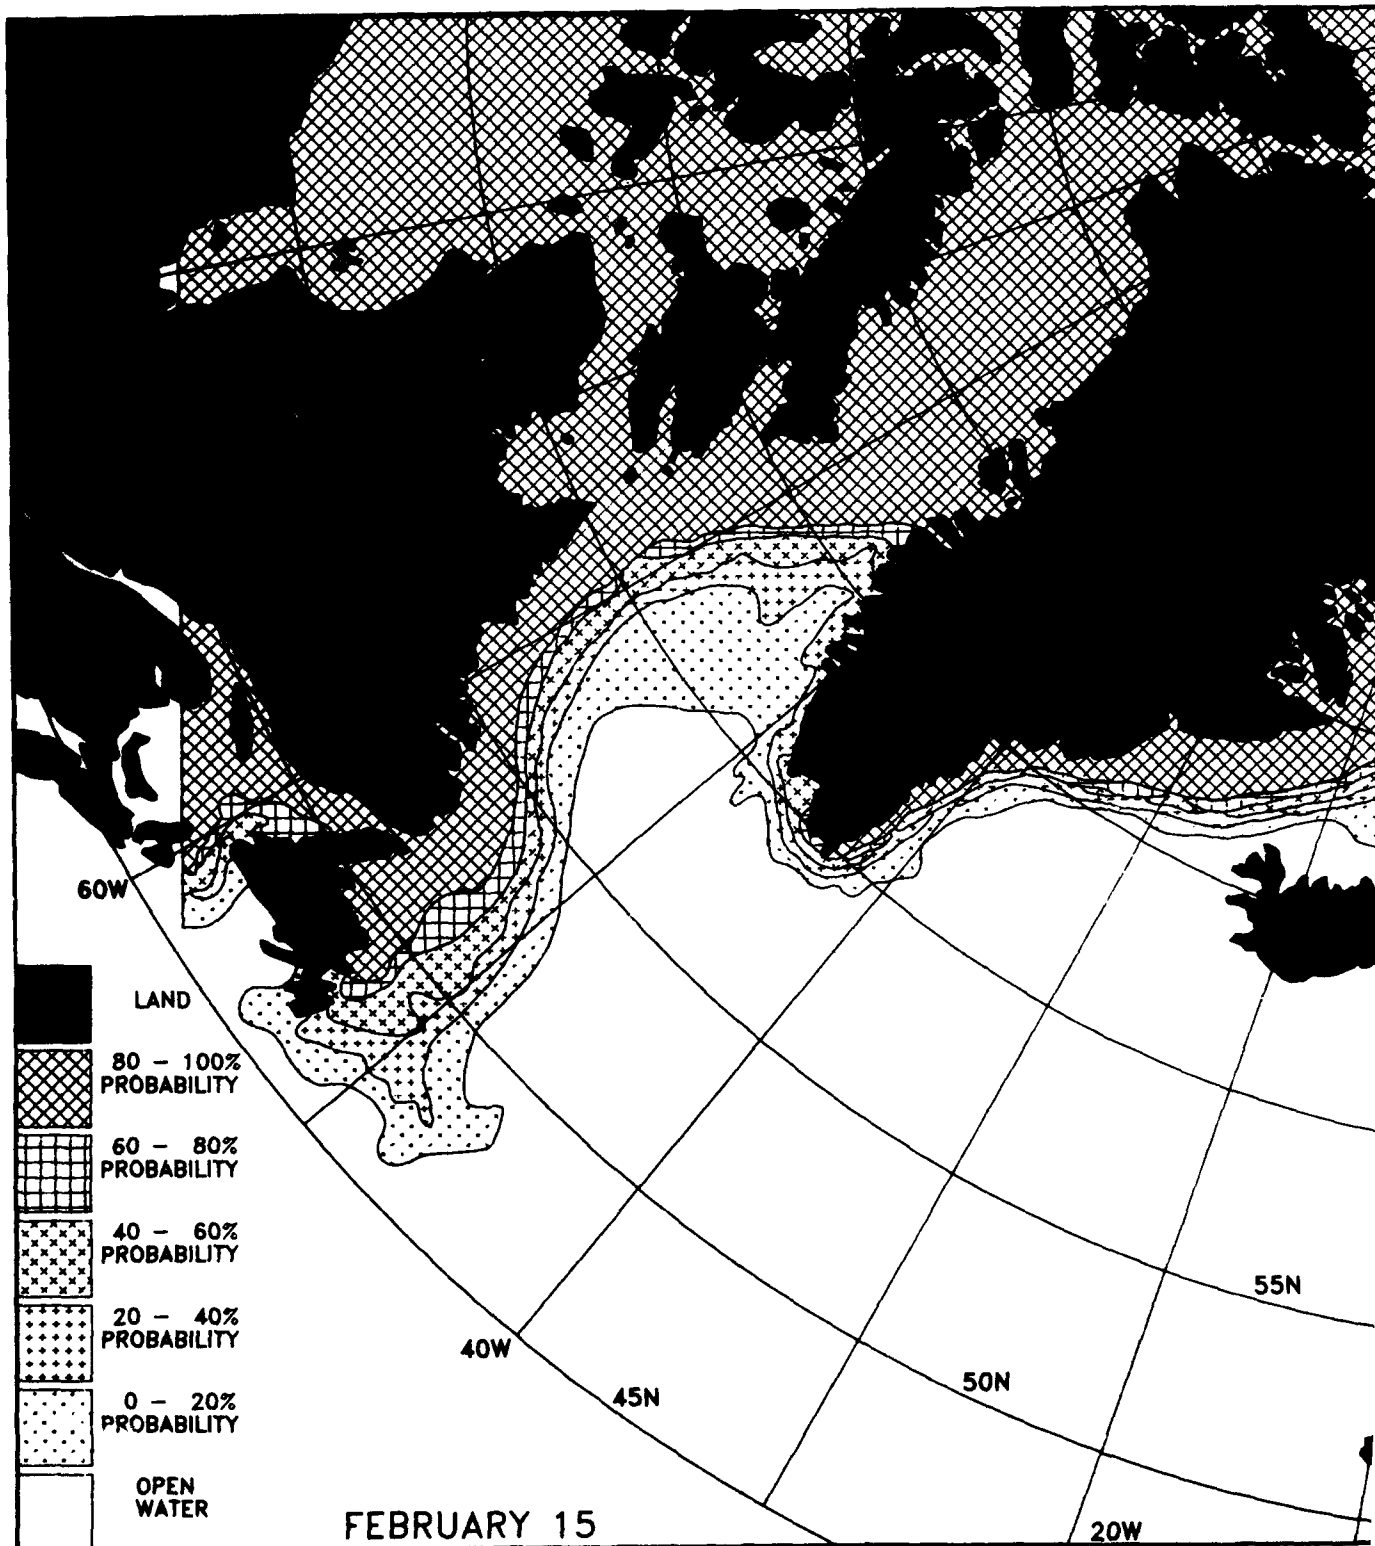 60W
LAND
80 – 100%
PROBABILITY
60 – 80%
PROBABILITY
40 – 60%
PROBABILITY
20 – 40%
PROBABILITY
0 – 20%
PROBABILITY
OPEN
WATER
40W
45N
50N
55N
20W
FEBRUARY 15